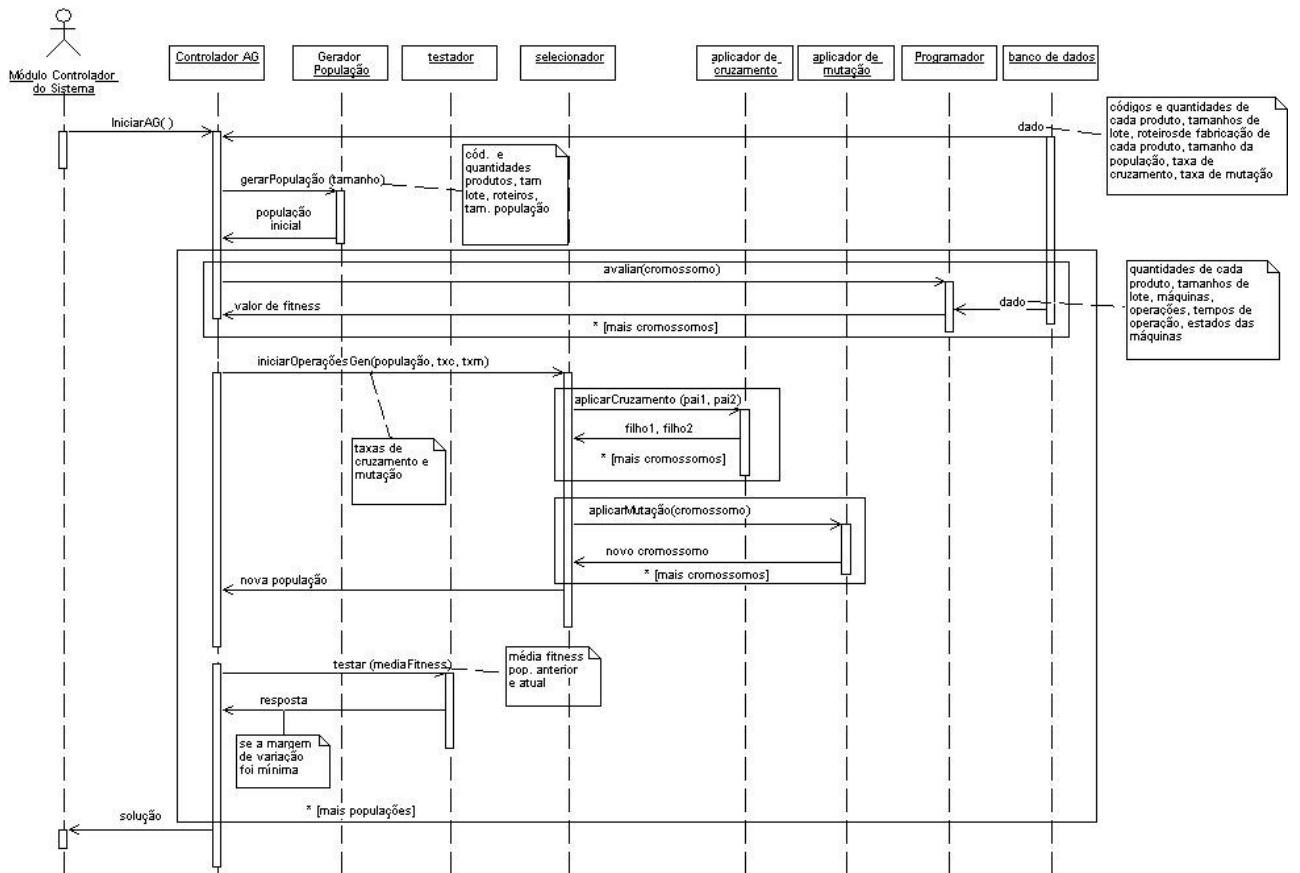 Módulo Controlador
do Sistema
Controlador AG
Gerador
População
testador
selecionador
aplicador de
cruzamento
aplicador de
mutação
Programador
banco de dados
IniciarAG( )
dado
códigos e quantidades de
cada produto, tamanhos de
lote, roteirosde fabricação de
cada produto, tamanho da
população, taxa de
cruzamento, taxa de mutação
gerarPopulação (tamanho)
cód. e
quantidades
produtos, tam
lote, roteiros,
tam. população
população
inicial
avaliar(cromossomo)
valor de fitness
dado
* [mais cromossomos]
quantidades de cada
produto, tamanhos de
lote, máquinas,
operações, tempos de
operação, estados das
máquinas
iniciarOperaçõesGen(população, txc, txm)
taxas de
cruzamento e
mutação
aplicarCruzamento (pai1, pai2)
filho1, filho2
* [mais cromossomos]
aplicarMutação(cromossomo)
novo cromossomo
* [mais cromossomos]
nova população
testar (mediaFitness)
média fitness
pop. anterior
e atual
resposta
se a margem
de variação
foi mínima
* [mais populações]
solução